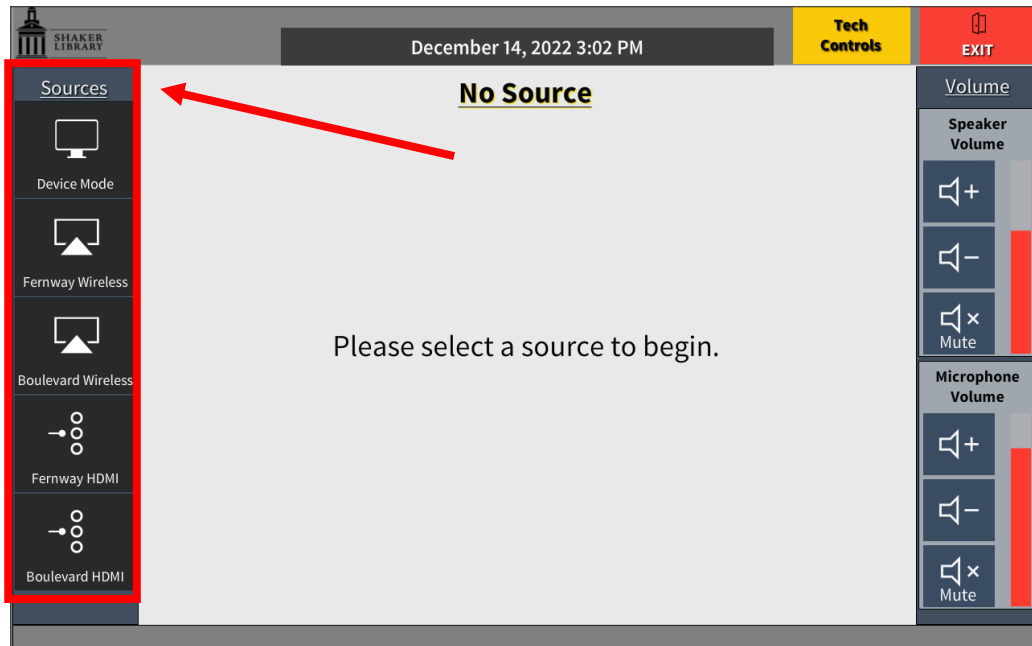 SHAKER
LIBRARY
December 14, 2022 3:02 PM
Tech
Controls
EXIT
Sources
Device Mode
Fernway Wireless
Boulevard Wireless
Fernway HDMI
Boulevard HDMI
No Source
Please select a source to begin.
Volume
Speaker
Volume
Mute
Microphone
Volume
Mute